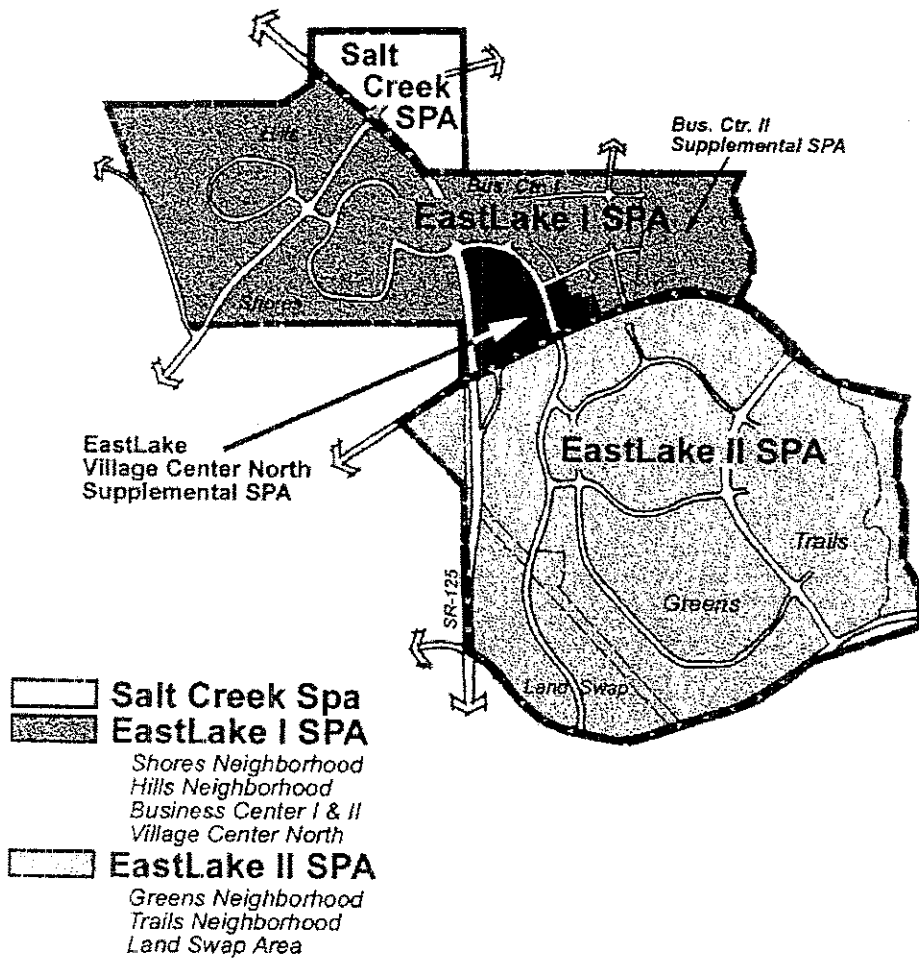 Salt
Creek
SPA
Bus. Ctr. II
Supplemental SPA
Hills
Bus. Ctr. I
EastLake I SPA
Shores
EastLake
Village Center North
Supplemental SPA
EastLake II SPA
Trails
Greens
SR-125
Land Swap
Salt Creek Spa
EastLake I SPA
Shores Neighborhood
Hills Neighborhood
Business Center I & II
Village Center North
EastLake II SPA
Greens Neighborhood
Trails Neighborhood
Land Swap Area